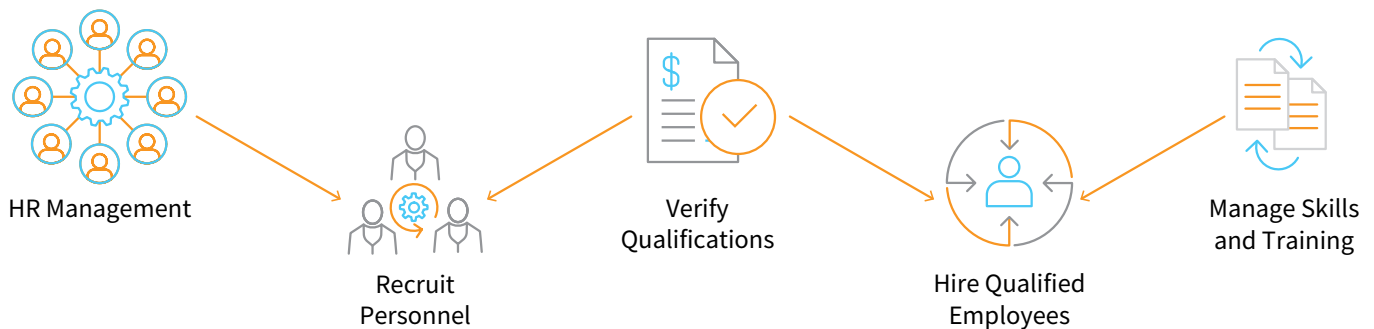 HR Management
Recruit
Personnel
$
Verify
Qualifications
Hire Qualified
Employees
Manage Skills
and Training